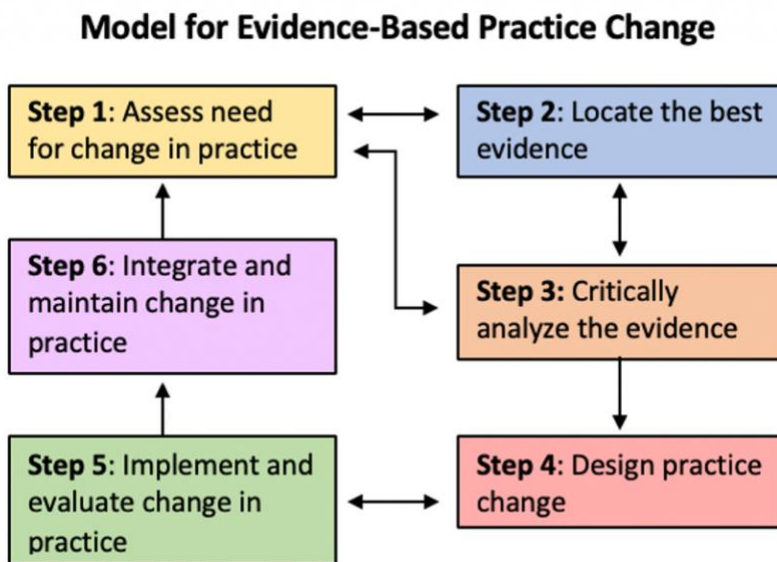 Model for Evidence-Based Practice Change
Step 1: Assess need
for change in practice
Step 2: Locate the best
evidence
Step 3: Critically
analyze the evidence
Step 4: Design practice
change
Step 5: Implement and
evaluate change in
practice
Step 6: Integrate and
maintain change in
practice